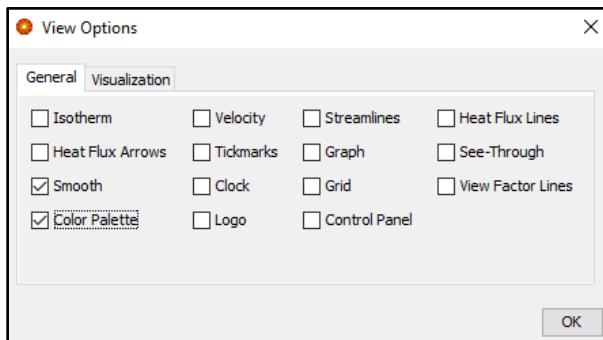 View Options
General Visualization
Isotherm Velocity Streamlines Heat Flux Lines
Heat Flux Arrows Tickmarks Graph See-Through
Smooth Clock Grid View Factor Lines
Color Palette Logo Control Panel
OK